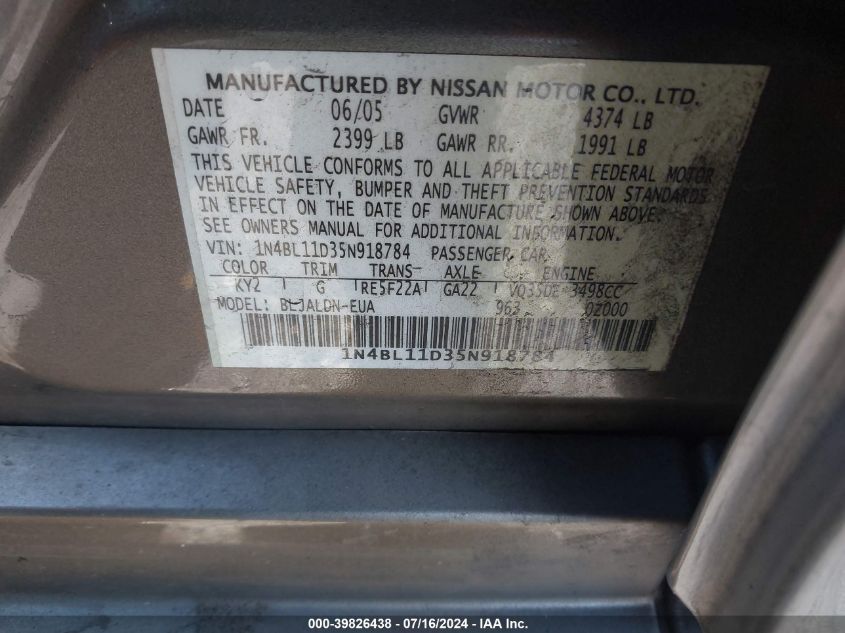 MANUFACTURED BY NISSAN MOTOR CO., LTD.
DATE 06/05 GVWR 4374 LB
GAWR FR. 2399 LB GAWR RR. 1991 LB
THIS VEHICLE CONFORMS TO ALL APPLICABLE FEDERAL MOTOR
VEHICLE SAFETY, BUMPER AND THEFT PREVENTION STANDARDS
IN EFFECT ON THE DATE OF MANUFACTURE SHOWN ABOVE.
SEE OWNERS MANUAL FOR ADDITIONAL INFORMATION.
VIN: 1N4BL11D35N918784 PASSENGER CAR
COLOR TRIM TRANS AXLE ENGINE
KY2 G RE5F22A GA22 VQ35DE 3498CC
MODEL: BLJALDN-EUA 963 0Z000
1N4BL11D35N918784
000-39826438 - 07/16/2024 - IAA Inc.